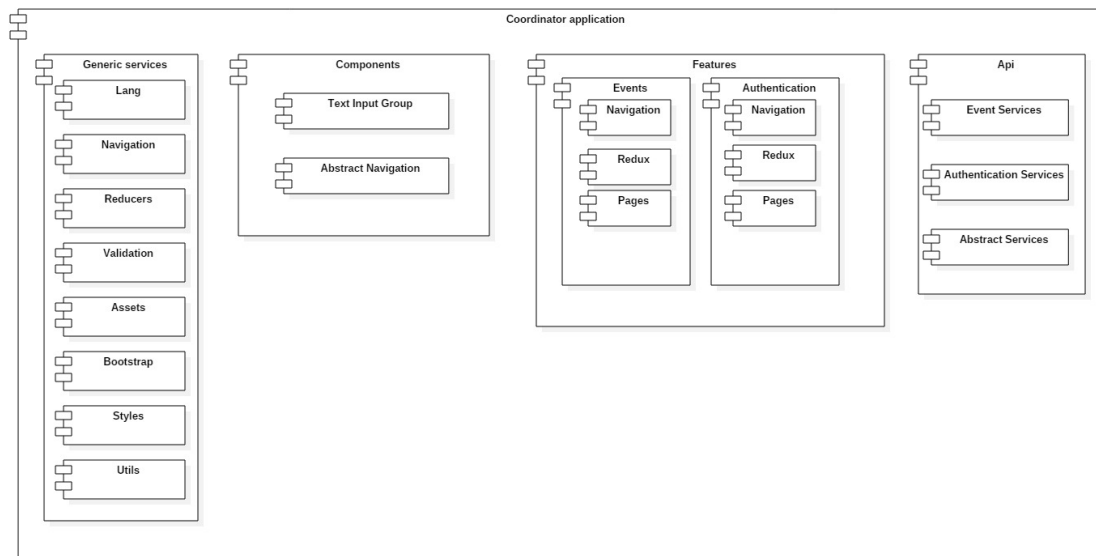 Coordinator application
Generic services
Lang
Navigation
Reducers
Validation
Assets
Bootstrap
Styles
Utils
Components
Text Input Group
Abstract Navigation
Features
Events
Navigation
Redux
Pages
Authentication
Navigation
Redux
Pages
Api
Event Services
Authentication Services
Abstract Services